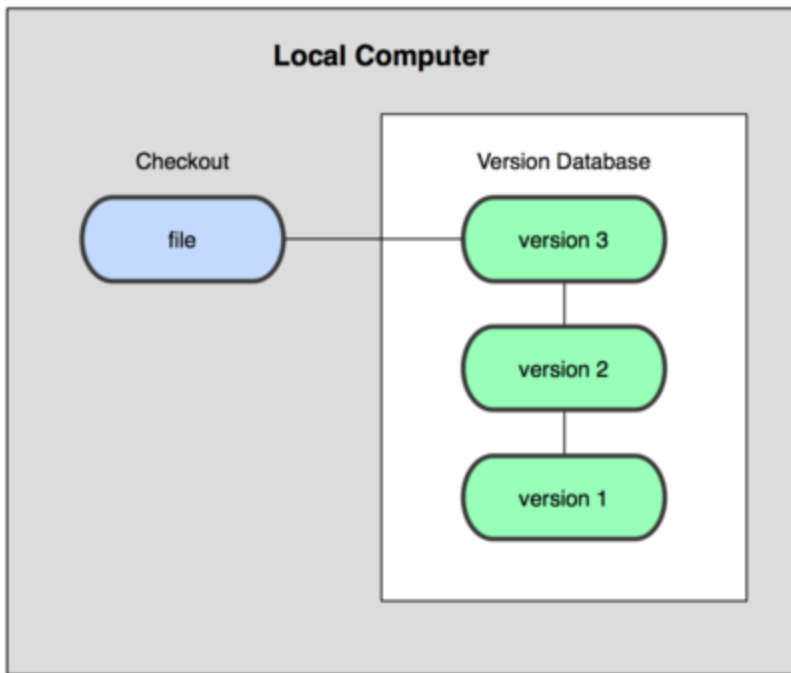 Local Computer
Checkout
Version Database
file
version 3
version 2
version 1